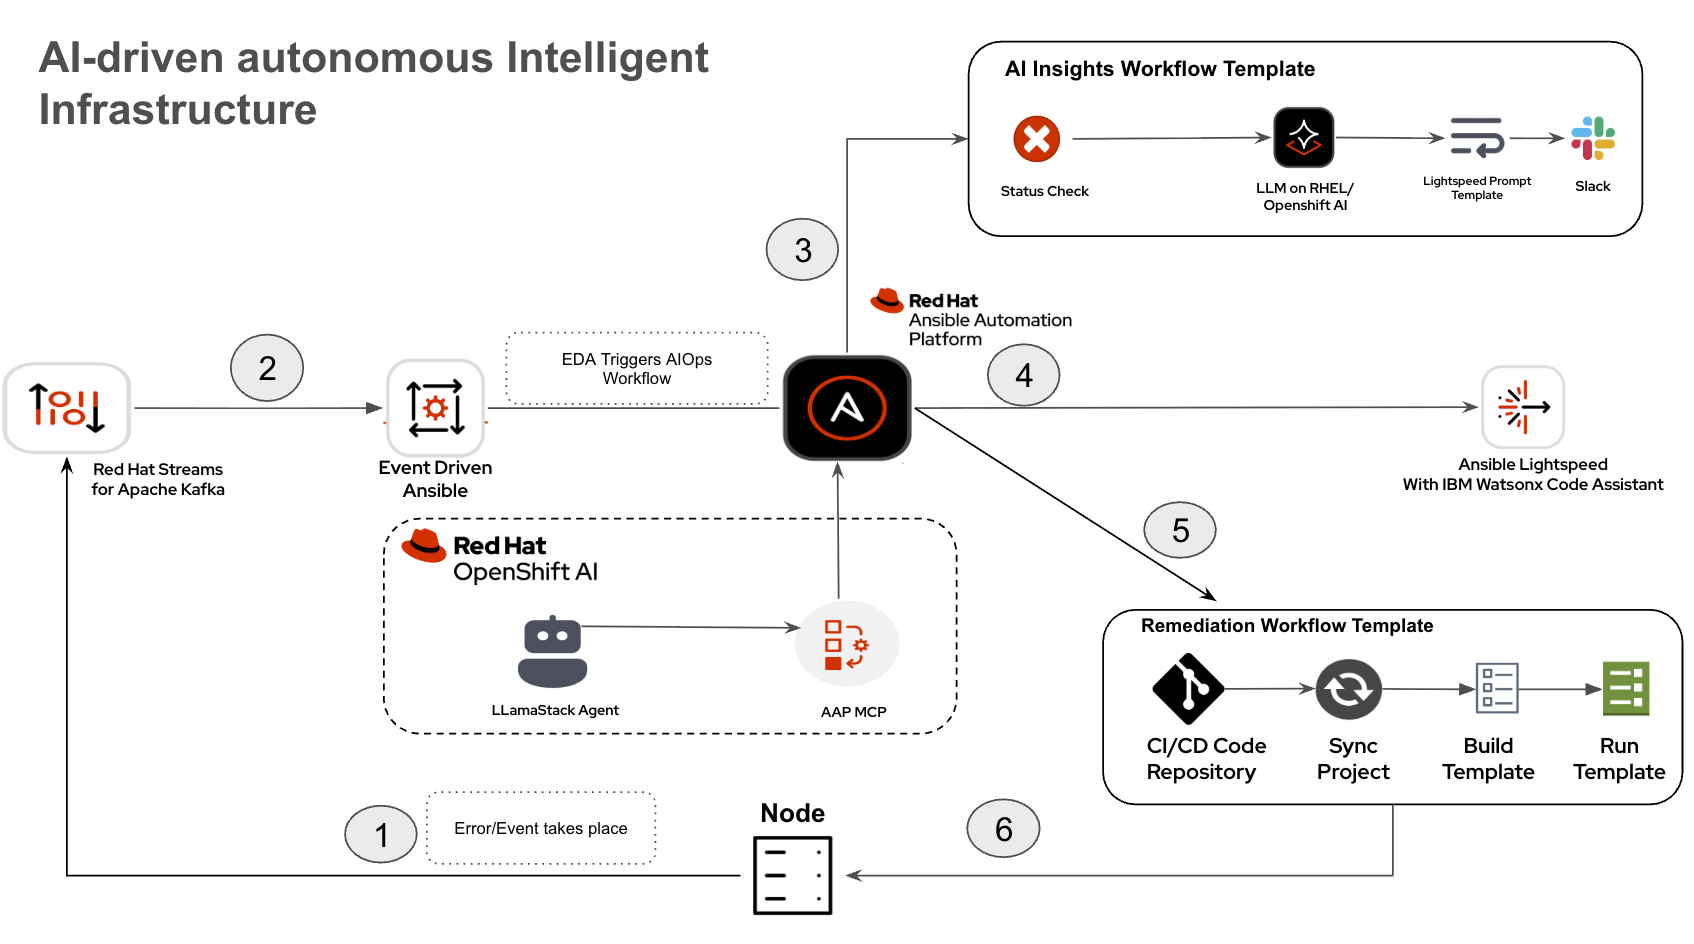 AI-driven autonomous Intelligent
Infrastructure
AI Insights Workflow Template
Status Check
LLM on RHEL/
Openshift AI
Lightspeed Prompt
Template
Slack
3
Red Hat
Ansible Automation
Platform
2
EDA Triggers AIOps
Workflow
4
Red Hat Streams
for Apache Kafka
Event Driven
Ansible
Ansible Lightspeed
With IBM Watsonx Code Assistant
5
Red Hat
OpenShift AI
LLamaStack Agent
AAP MCP
Remediation Workflow Template
CI/CD Code
Repository
Sync
Project
Build
Template
Run
Template
1
Error/Event takes place
Node
6